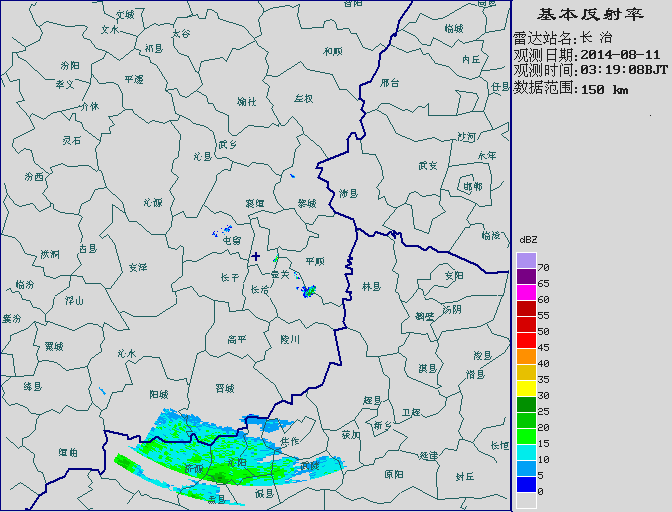 基本反射率
雷达站名:长 治
观测日期:2014-08-11
观测时间:03:19:08BJT
数据范围:150 km
dBZ
70
65
60
55
50
45
40
35
30
25
20
15
10
5
0
文城
文水
太谷
祁县
昔阳
和顺
临城
内丘
任县
邢台
汾阳
孝义
平遥
介休
榆社
左权
灵石
沁县
武乡
沙河
永年
武安
邯郸
汾西
沁源
襄垣
黎城
涉县
临漳
屯留
洪洞
古县
安泽
平顺
壶关
长子
长治
林县
安阳
临汾
浮山
襄汾
汤阴
鹤壁
翼城
沁水
高平
陵川
淇县
浚县
滑县
绛县
阳城
晋城
辉县
卫辉
新乡
获加
焦作
垣曲
济源
沁阳
武陵
延津
长垣
原阳
封丘
温县
孟县